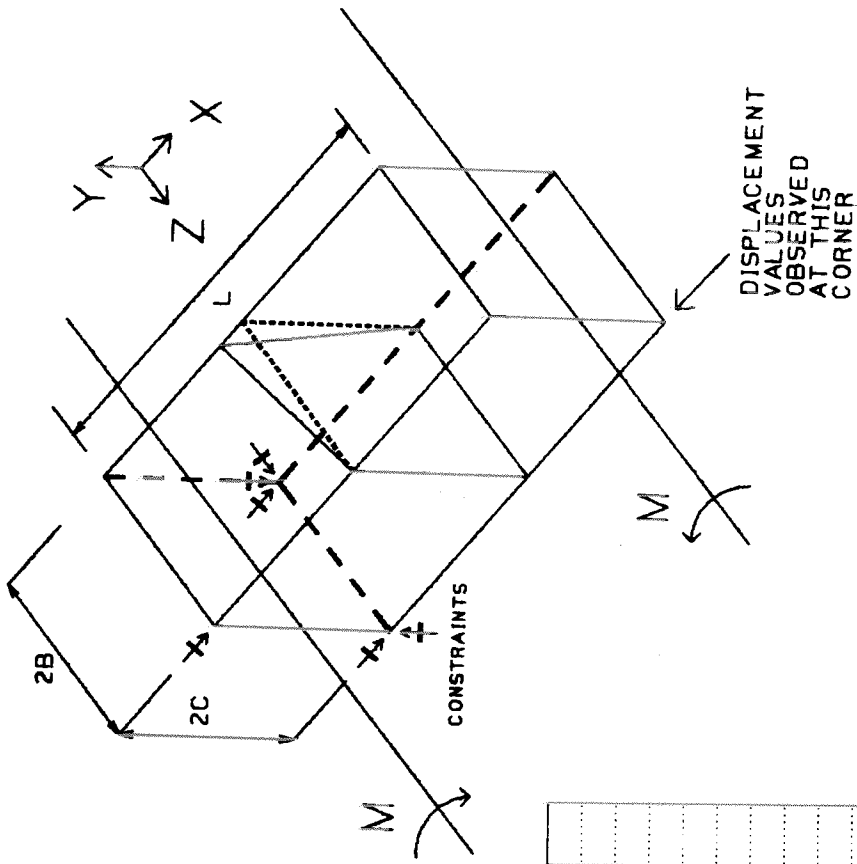 Y
X
Z
L
2B
2C
M
M
CONSTRAINTS
DISPLACEMENT
VALUES
OBSERVED
AT THIS
CORNER